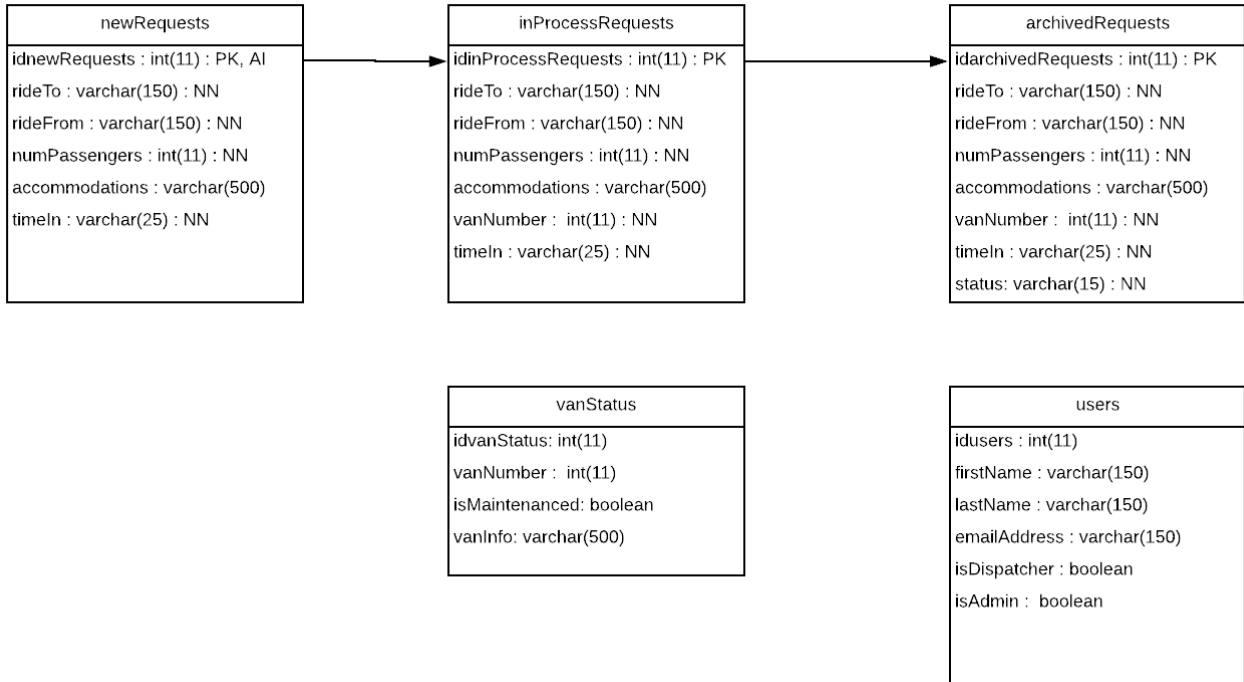 newRequests
idnewRequests : int(11) : PK, AI
rideTo : varchar(150) : NN
rideFrom : varchar(150) : NN
numPassengers : int(11) : NN
accommodations : varchar(500)
timeIn : varchar(25) : NN
inProcessRequests
idinProcessRequests : int(11) : PK
rideTo : varchar(150) : NN
rideFrom : varchar(150) : NN
numPassengers : int(11) : NN
accommodations : varchar(500)
vanNumber :  int(11) : NN
timeIn : varchar(25) : NN
archivedRequests
idarchivedRequests : int(11) : PK
rideTo : varchar(150) : NN
rideFrom : varchar(150) : NN
numPassengers : int(11) : NN
accommodations : varchar(500)
vanNumber :  int(11) : NN
timeIn : varchar(25) : NN
status: varchar(15) : NN
vanStatus
idvanStatus: int(11)
vanNumber :  int(11)
isMaintenanced: boolean
vanInfo: varchar(500)
users
idusers : int(11)
firstName : varchar(150)
lastName : varchar(150)
emailAddress : varchar(150)
isDispatcher : boolean
isAdmin :  boolean